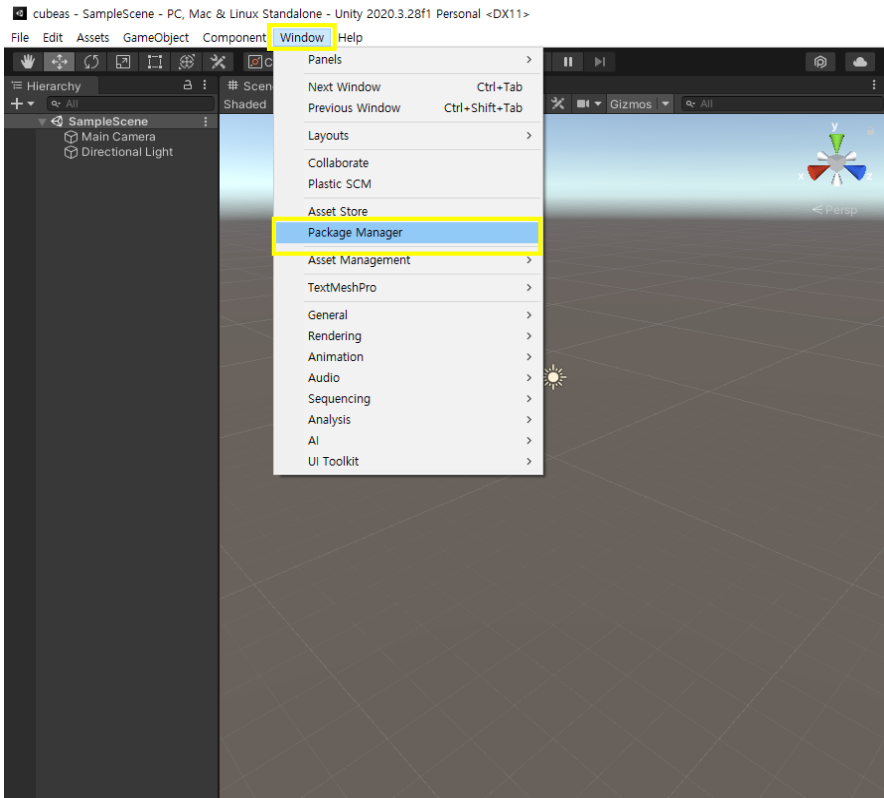 cubeas - SampleScene - PC, Mac & Linux Standalone - Unity 2020.3.28f1 Personal <DX11>
File Edit Assets GameObject Component Window Help
Hierarchy
All
SampleScene
Main Camera
Directional Light
# Scen
Shaded
Gizmos
All
Panels
Next Window Ctrl+Tab
Previous Window Ctrl+Shift+Tab
Layouts
Collaborate
Plastic SCM
Asset Store
Package Manager
Asset Management
TextMeshPro
General
Rendering
Animation
Audio
Sequencing
Analysis
AI
UI Toolkit
y
x z
Persp